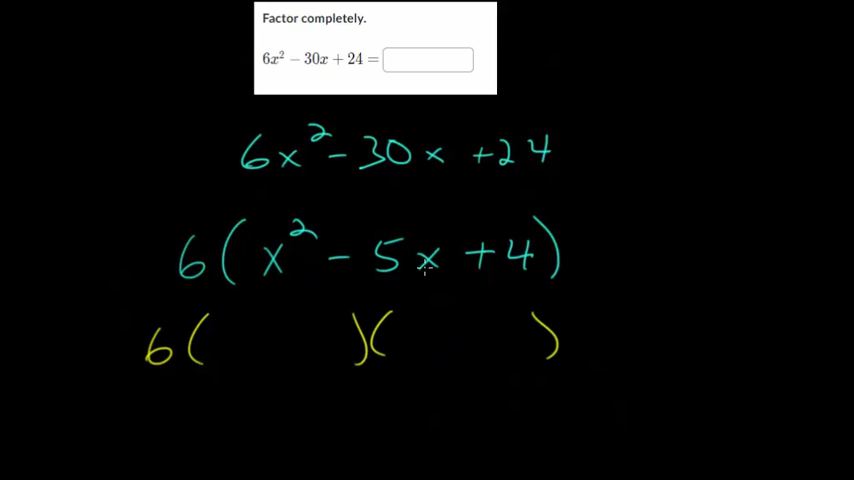 Factor completely.
6x² − 30x + 24 =
6x² − 30x + 24
6(x² − 5x + 4)
6( )( )